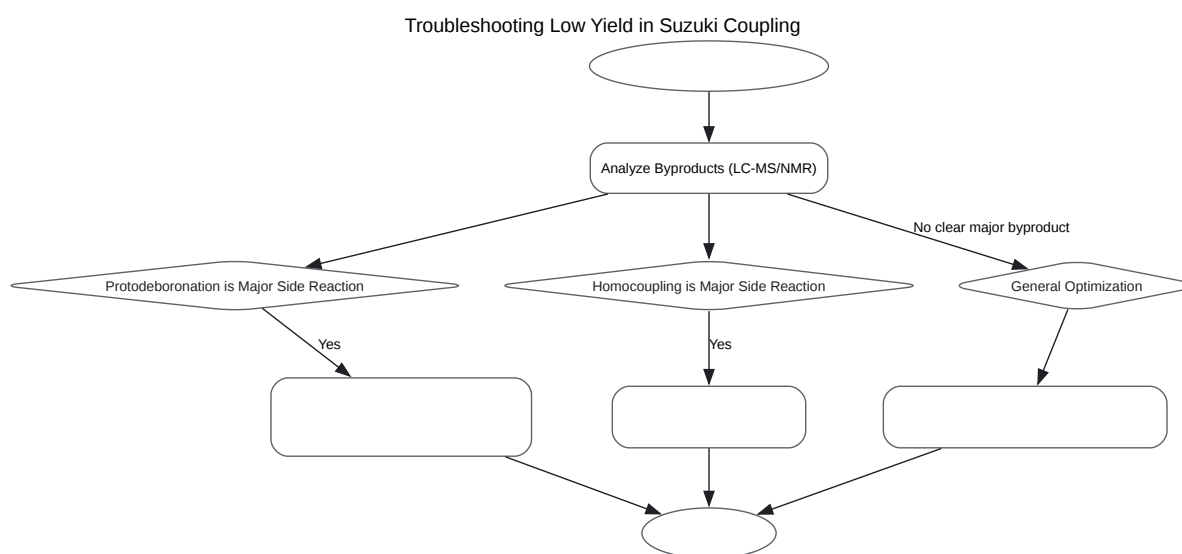 Troubleshooting Low Yield in Suzuki Coupling
Analyze Byproducts (LC-MS/NMR)
No clear major byproduct
Protodeboronation is Major Side Reaction
Homocoupling is Major Side Reaction
General Optimization
Yes
Yes